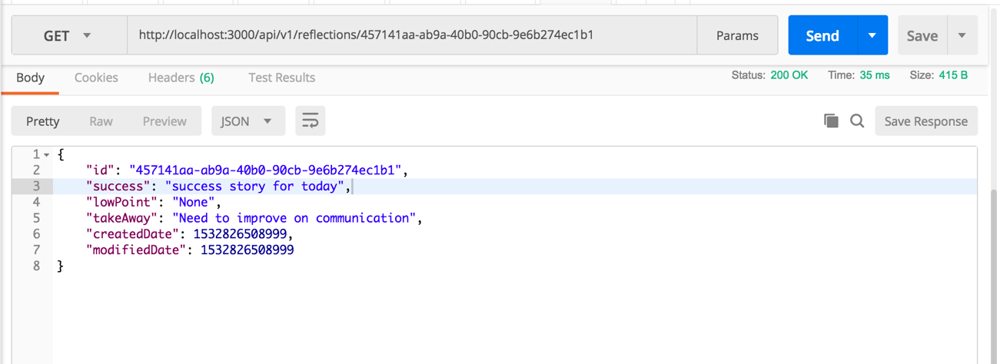 GET http://localhost:3000/api/v1/reflections/457141aa-ab9a-40b0-90cb-9e6b274ec1b1 Params Send Save
Body Cookies Headers (6) Test Results Status: 200 OK Time: 35 ms Size: 415 B
Pretty Raw Preview JSON Save Response
1 {
2 "id": "457141aa-ab9a-40b0-90cb-9e6b274ec1b1",
3 "success": "success story for today",
4 "lowPoint": "None",
5 "takeAway": "Need to improve on communication",
6 "createdDate": 1532826508999,
7 "modifiedDate": 1532826508999
8 }